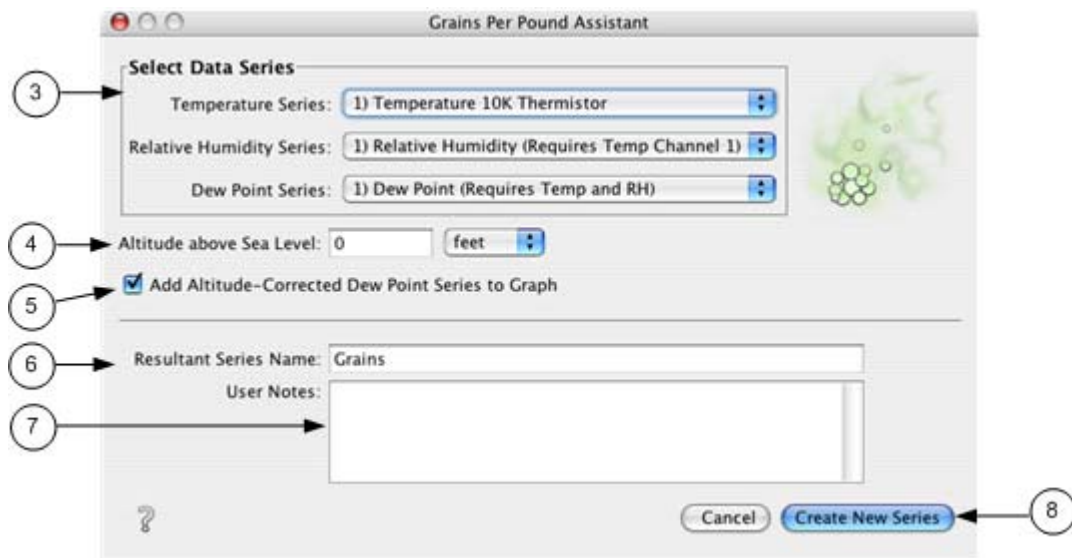 Grains Per Pound Assistant
Select Data Series
3
Temperature Series: 1) Temperature 10K Thermistor
Relative Humidity Series: 1) Relative Humidity (Requires Temp Channel 1)
Dew Point Series: 1) Dew Point (Requires Temp and RH)
4
Altitude above Sea Level: 0 feet
5
Add Altitude-Corrected Dew Point Series to Graph
6
Resultant Series Name: Grains
User Notes:
7
?
Cancel
Create New Series
8